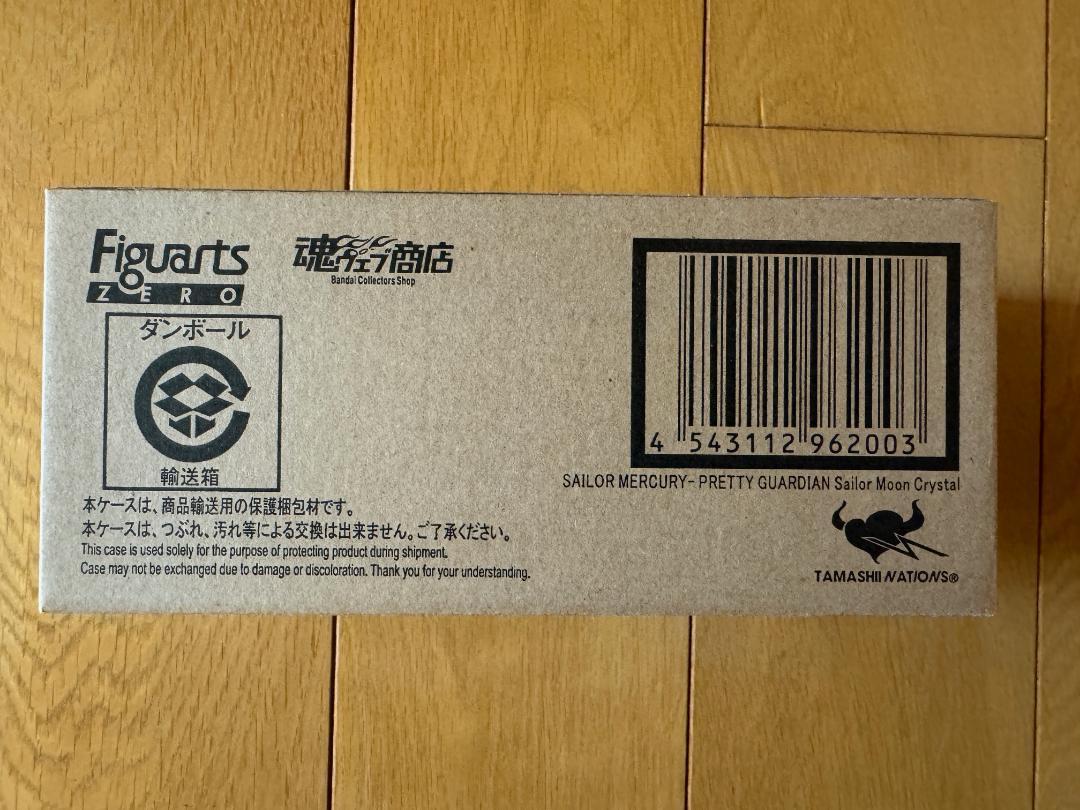 Figuarts
ZERO
魂ウェブ商店
Bandai Collectors Shop
ダンボール
輸送箱
本ケースは、商品輸送用の保護梱包材です。
本ケースは、つぶれ、汚れ等による交換は出来ません。ご了承ください。
This case is used solely for the purpose of protecting product during shipment.
Case may not be exchanged due to damage or discoloration. Thank you for your understanding.
4 543112 962003
SAILOR MERCURY- PRETTY GUARDIAN Sailor Moon Crystal
TAMASHII NATIONS®